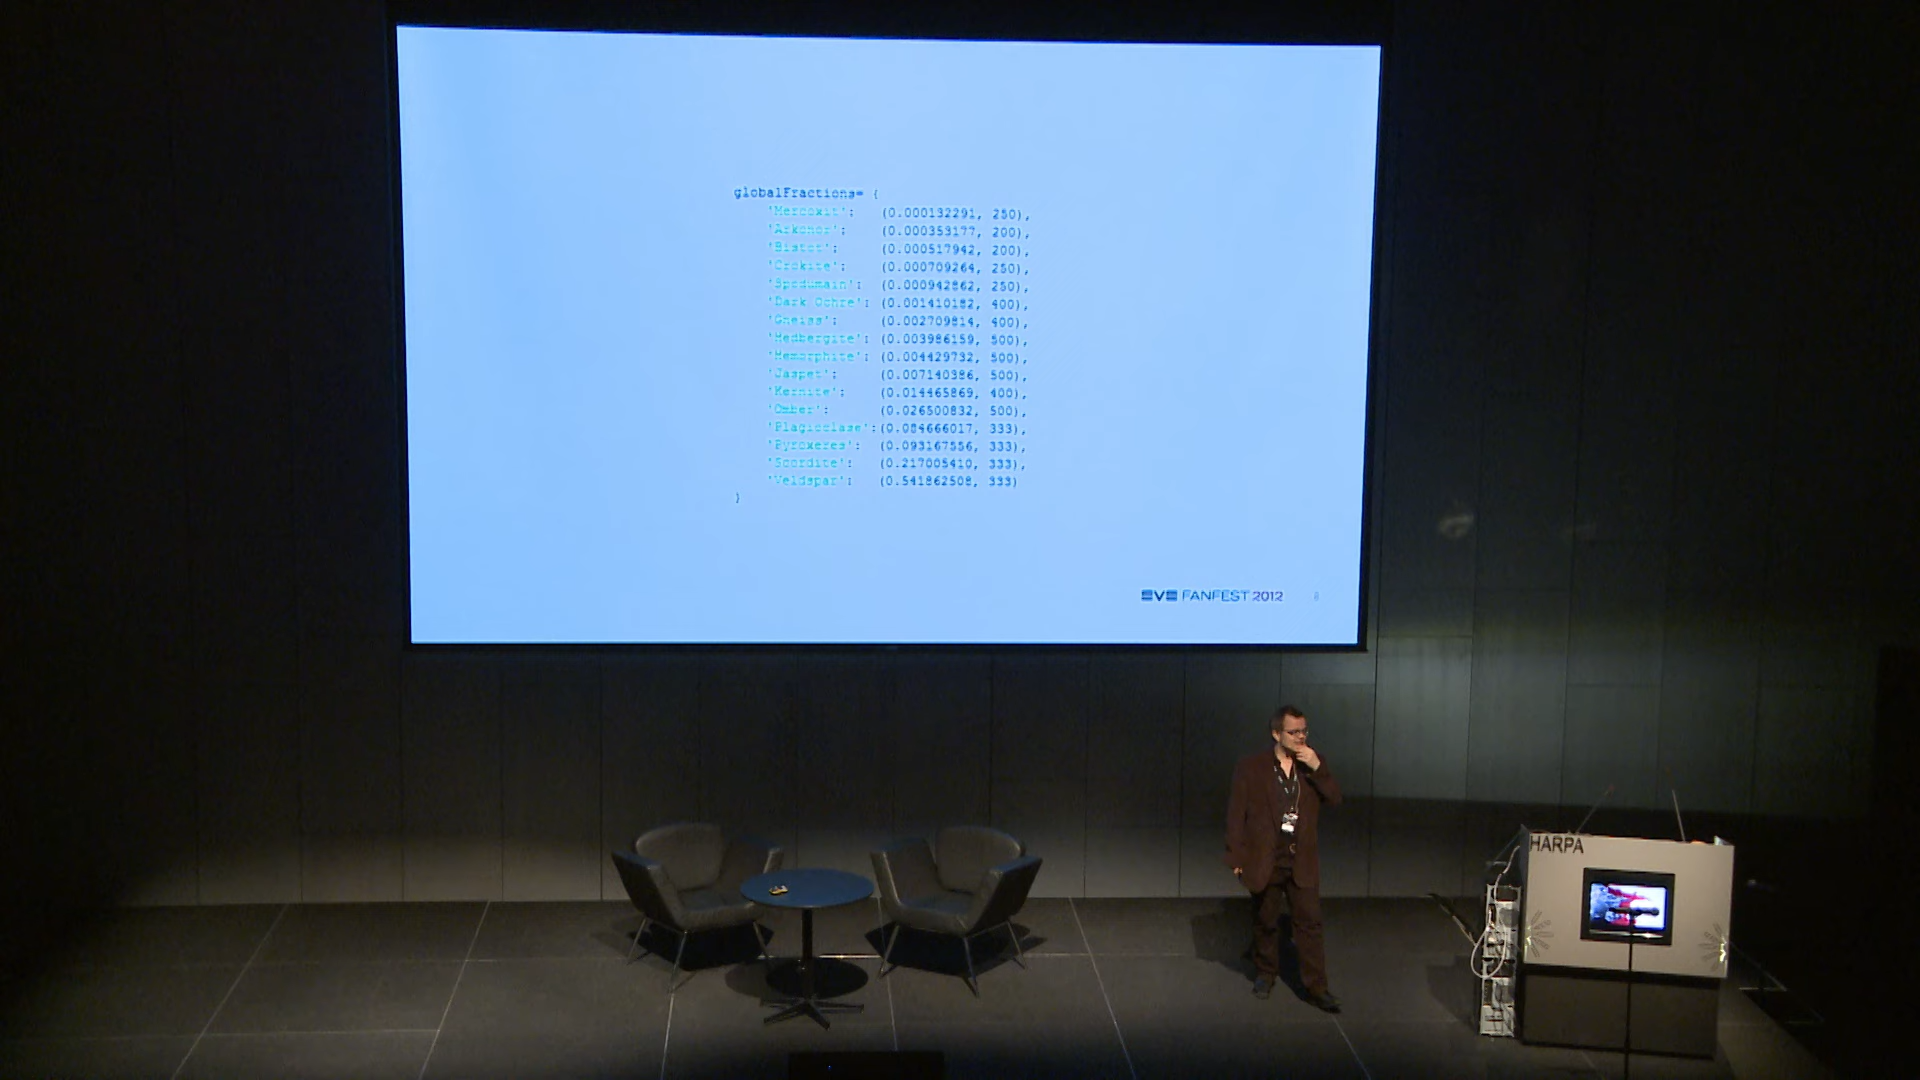 globalFractions= {
'Mercoxit': (0.000132291, 250),
'Arkonor': (0.000353177, 200),
'Bistot': (0.000517942, 200),
'Crokite': (0.000709264, 250),
'Spodumain': (0.000942862, 250),
'Dark Ochre': (0.001410182, 400),
'Gneiss': (0.002709814, 400),
'Hedbergite': (0.003986159, 500),
'Hemorphite': (0.004429732, 500),
'Jaspet': (0.007140386, 500),
'Kernite': (0.014465869, 400),
'Omber': (0.026500832, 500),
'Plagioclase':(0.084666017, 333),
'Pyroxeres': (0.093167556, 333),
'Scordite': (0.217005410, 333),
'Veldspar': (0.541862508, 333)
}
EVE FANFEST 2012
HARPA